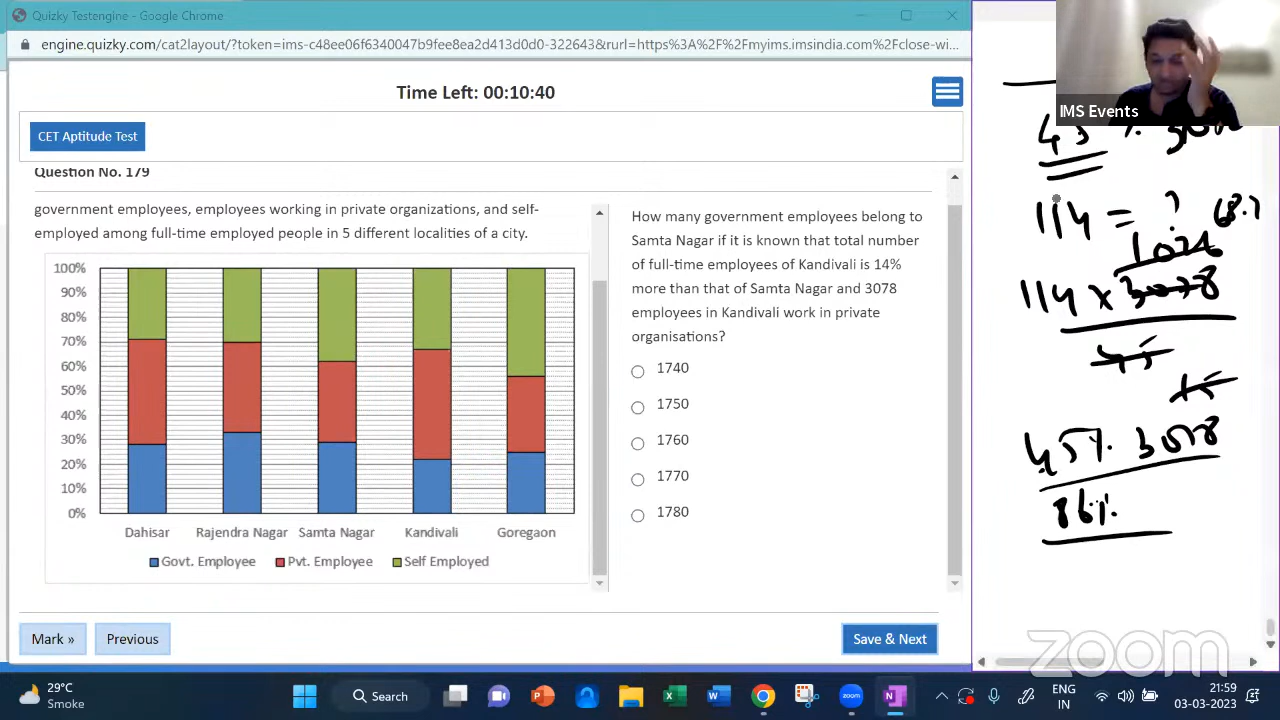 Quizky Testengine - Google Chrome
engine.quizky.com/cat2layout/?token=ims-c48ee06f6340047b9fee8ea2d413d0d0-322643&rurl=https%3A%2F%2Fmyims.imsindia.com%2Fclose-wi...
Time Left: 00:10:40
CET Aptitude Test
Question No. 179
government employees, employees working in private organizations, and self-
employed among full-time employed people in 5 different localities of a city.
100%
90%
80%
70%
60%
50%
40%
30%
20%
10%
0%
Dahisar Rajendra Nagar Samta Nagar Kandivali Goregaon
Govt. Employee Pvt. Employee Self Employed
How many government employees belong to
Samta Nagar if it is known that total number
of full-time employees of Kandivali is 14%
more than that of Samta Nagar and 3078
employees in Kandivali work in private
organisations?
1740
1750
1760
1770
1780
Mark »
Previous
Save & Next
IMS Events
45 %
114 = ?
1026
114 x 3078
45
15
45% 3078
zoom
29°C
Smoke
Search
ENG
IN
21:59
03-03-2023